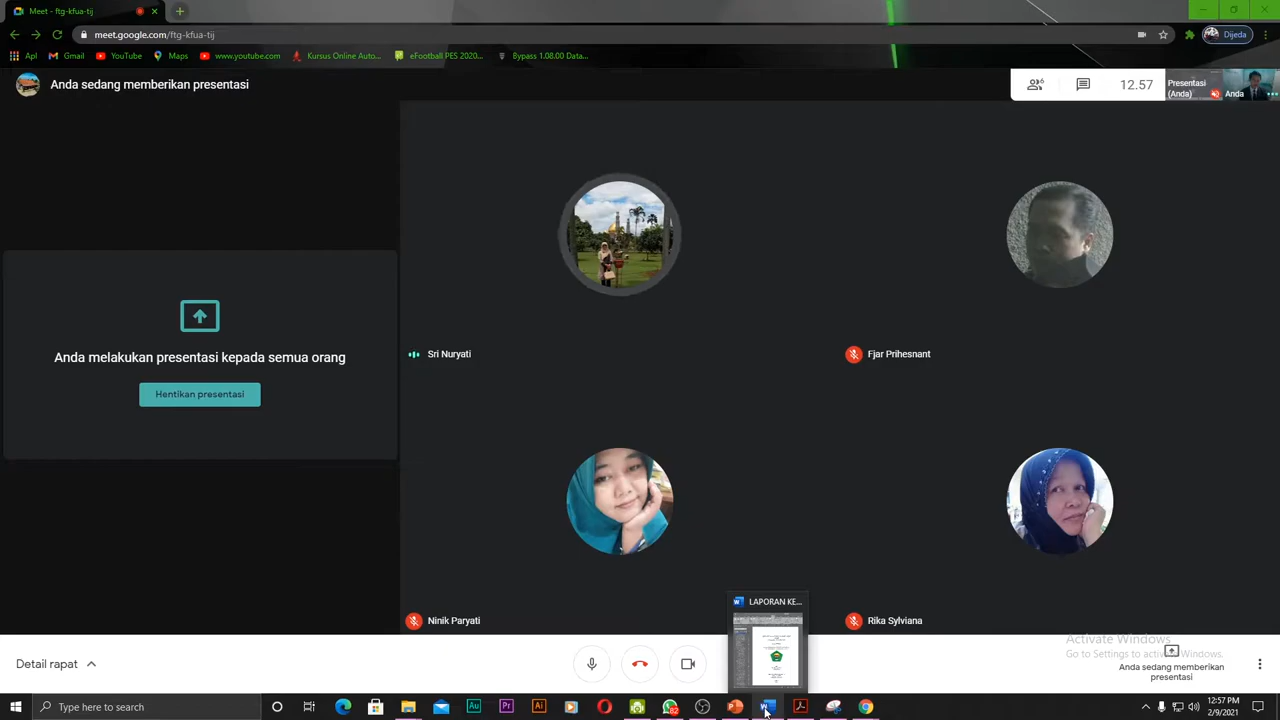 Meet - ftg-kfua-tij
meet.google.com/ftg-kfua-tij
Dijeda
Apl
Gmail
YouTube
Maps
www.youtube.com
Kursus Online Auto...
eFootball PES 2020...
Bypass 1.08.00 Data...
Anda sedang memberikan presentasi
6
12.57
Presentasi
(Anda)
Anda
Anda melakukan presentasi kepada semua orang
Hentikan presentasi
Sri Nuryati
Fjar Prihesnant
Ninik Paryati
Rika Sylviana
LAPORAN KE...
Detail rapat
Activate Windows
Go to Settings to activate Windows.
Anda sedang memberikan
presentasi
Type here to search
12:57 PM
2/9/2021